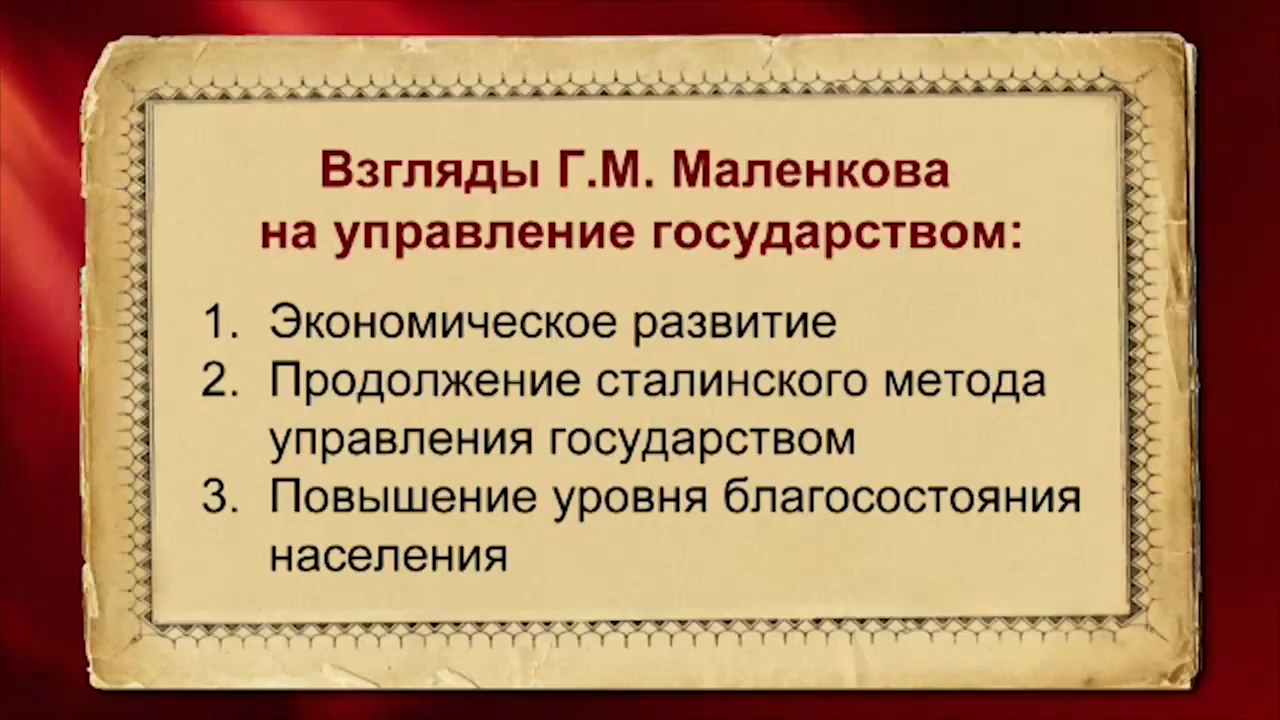 Взгляды Г.М. Маленкова
на управление государством:
1. Экономическое развитие
2. Продолжение сталинского метода
управления государством
3. Повышение уровня благосостояния
населения